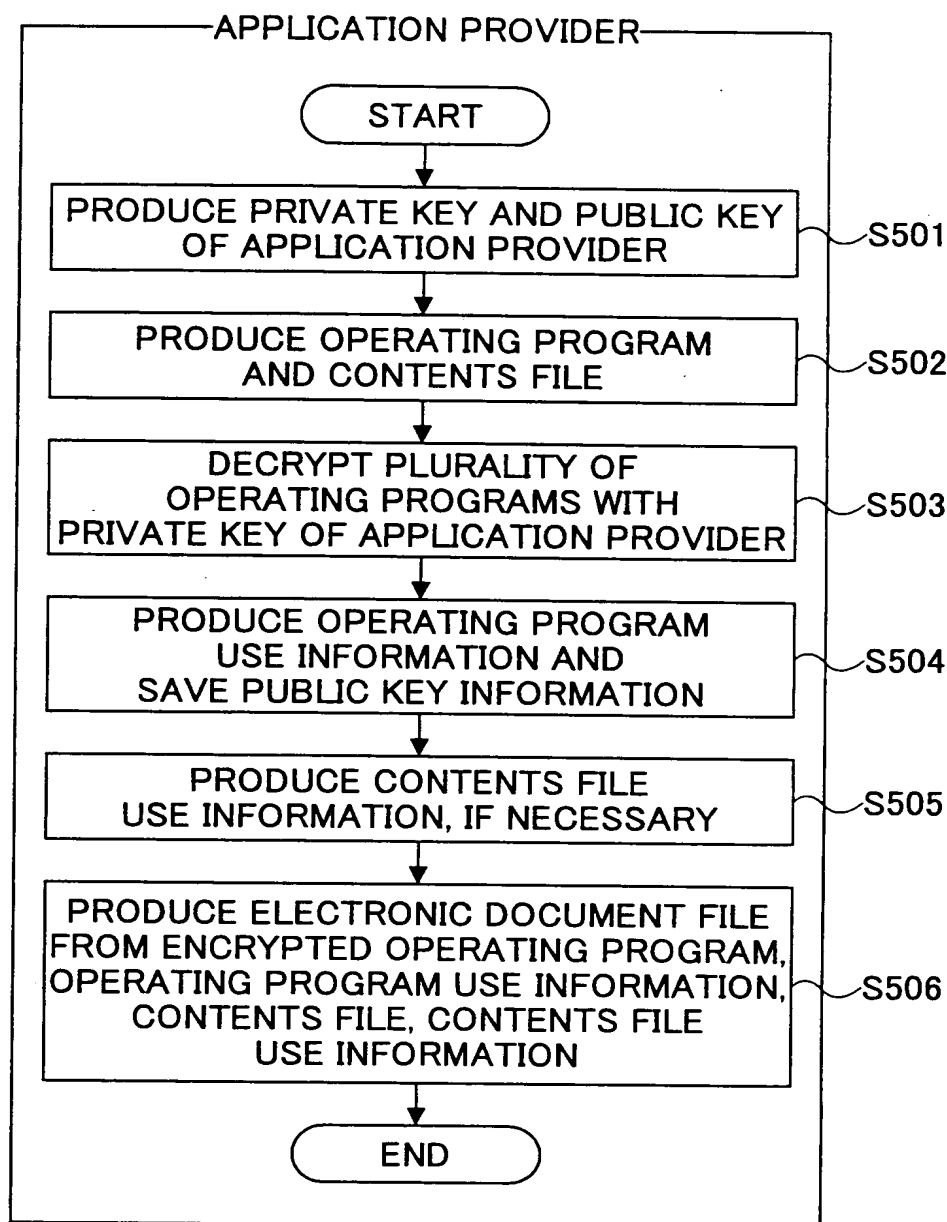 APPLICATION PROVIDER
START
PRODUCE PRIVATE KEY AND PUBLIC KEY
OF APPLICATION PROVIDER
S501
PRODUCE OPERATING PROGRAM
AND CONTENTS FILE
S502
DECRYPT PLURALITY OF
OPERATING PROGRAMS WITH
PRIVATE KEY OF APPLICATION PROVIDER
S503
PRODUCE OPERATING PROGRAM
USE INFORMATION AND
SAVE PUBLIC KEY INFORMATION
S504
PRODUCE CONTENTS FILE
USE INFORMATION, IF NECESSARY
S505
PRODUCE ELECTRONIC DOCUMENT FILE
FROM ENCRYPTED OPERATING PROGRAM,
OPERATING PROGRAM USE INFORMATION,
CONTENTS FILE, CONTENTS FILE
USE INFORMATION
S506
END